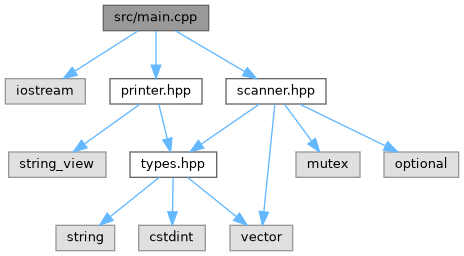 src/main.cpp
iostream
printer.hpp
scanner.hpp
string_view
types.hpp
mutex
optional
string
cstdint
vector